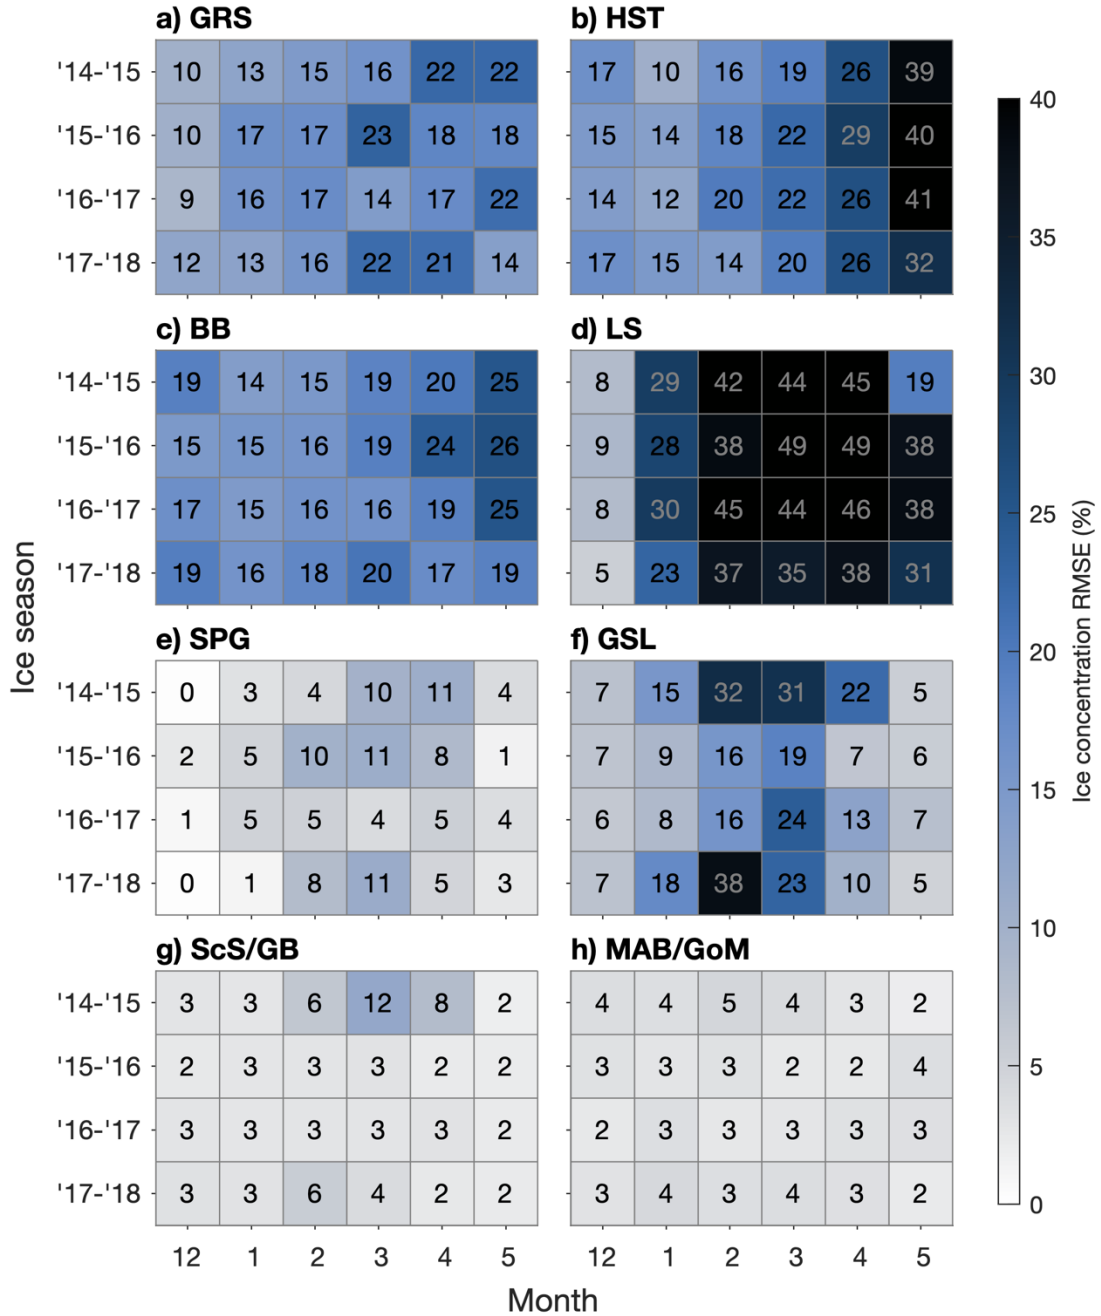 a) GRS
b) HST
'14-'15 10 13 15 16 22 22 17 10 16 19 26 39
'15-'16 10 17 17 23 18 18 15 14 18 22 29 40
'16-'17 9 16 17 14 17 22 14 12 20 22 26 41
'17-'18 12 13 16 22 21 14 17 15 14 20 26 32
c) BB
d) LS
'14-'15 19 14 15 19 20 25 8 29 42 44 45 19
'15-'16 15 15 16 19 24 26 9 28 38 49 49 38
'16-'17 17 15 16 16 19 25 8 30 45 44 46 38
'17-'18 19 16 18 20 17 19 5 23 37 35 38 31
e) SPG
f) GSL
'14-'15 0 3 4 10 11 4 7 15 32 31 22 5
'15-'16 2 5 10 11 8 1 7 9 16 19 7 6
'16-'17 1 5 5 4 5 4 6 8 16 24 13 7
'17-'18 0 1 8 11 5 3 7 18 38 23 10 5
g) ScS/GB
h) MAB/GoM
'14-'15 3 3 6 12 8 2 4 4 5 4 3 2
'15-'16 2 3 3 3 2 2 3 3 3 2 2 4
'16-'17 3 3 3 3 3 2 2 3 3 3 3 3
'17-'18 3 3 6 4 2 2 3 4 3 4 3 2
12 1 2 3 4 5 12 1 2 3 4 5
Month
Ice season
40
35
30
25
20
15
10
5
0
Ice concentration RMSE (%)